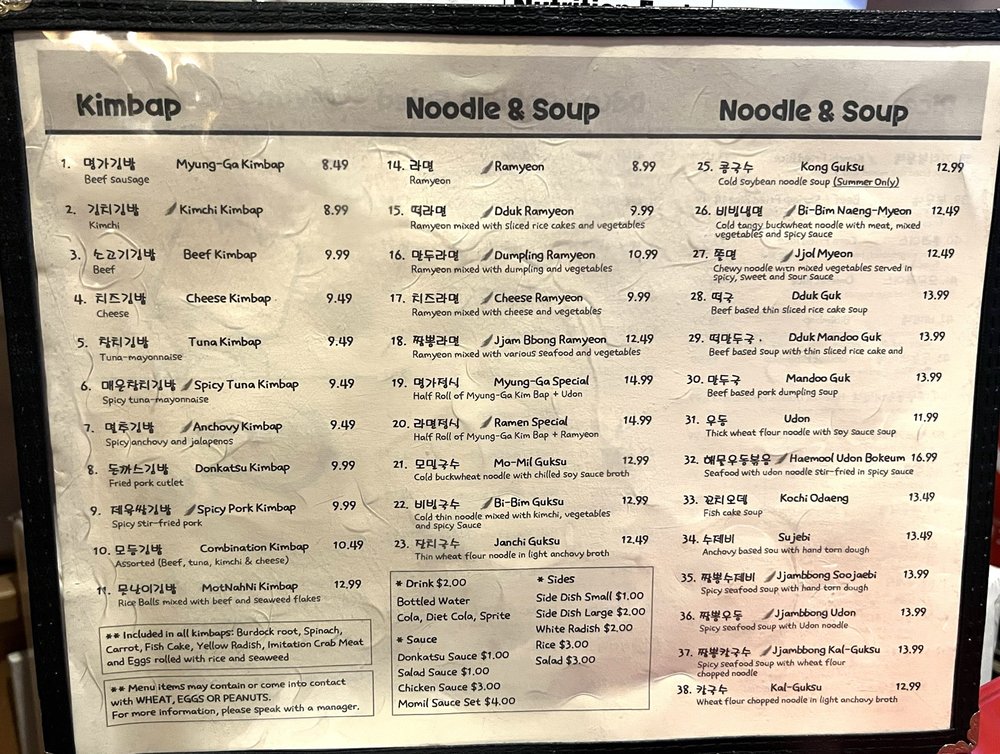 Kimbap
1. 명가김밥 Myung-Ga Kimbap 8.49
Beef sausage
2. 김치김밥 Kimchi Kimbap 8.99
Kimchi
3. 소고기김밥 Beef Kimbap 9.99
Beef
4. 치즈김밥 Cheese Kimbap 9.49
Cheese
5. 참치김밥 Tuna Kimbap 9.49
Tuna-mayonnaise
6. 매운참치김밥 Spicy Tuna Kimbap 9.49
Spicy tuna-mayonnaise
7. 멸추김밥 Anchovy Kimbap 9.49
Spicy anchovy and jalapenos
8. 돈까스김밥 Donkatsu Kimbap 9.99
Fried pork cutlet
9. 제육쌈김밥 Spicy Pork Kimbap 9.99
Spicy stir-fried pork
10. 모듬김밥 Combination Kimbap 10.49
Assorted (Beef, tuna, kimchi & cheese)
11. 못난이김밥 MotNahNi Kimbap 12.99
Rice Balls mixed with beef and seaweed flakes
** Included in all kimbaps: Burdock root, Spinach,
Carrot, Fish Cake, Yellow Radish, Imitation Crab Meat
and Eggs rolled with rice and seaweed
** Menu items may contain or come into contact
with WHEAT, EGGS OR PEANUTS.
For more information, please speak with a manager.
Noodle & Soup
14. 라면 Ramyeon 8.99
Ramyeon
15. 떡라면 Dduk Ramyeon 9.99
Ramyeon mixed with sliced rice cakes and vegetables
16. 만두라면 Dumpling Ramyeon 10.99
Ramyeon mixed with dumpling and vegetables
17. 치즈라면 Cheese Ramyeon 9.99
Ramyeon mixed with cheese and vegetables
18. 짬뽕라면 Jjam Bbong Ramyeon 12.49
Ramyeon mixed with various seafood and vegetables
19. 명가정식 Myung-Ga Special 14.99
Half Roll of Myung-Ga Kim Bap + Udon
20. 라면정식 Ramen Special 14.99
Half Roll of Myung-Ga Kim Bap + Ramyeon
21. 모밀국수 Mo-Mil Guksu 12.99
Cold buckwheat noodle with chilled soy sauce broth
22. 비빔국수 Bi-Bim Guksu 12.99
Cold thin noodle mixed with kimchi, vegetables
and spicy Sauce
23. 잔치국수 Janchi Guksu 12.49
Thin wheat flour noodle in light anchovy broth
* Drink $2.00
Bottled Water
Cola, Diet Cola, Sprite
* Sauce
Donkatsu Sauce $1.00
Salad Sauce $1.00
Chicken Sauce $3.00
Momil Sauce Set $4.00
* Sides
Side Dish Small $1.00
Side Dish Large $2.00
White Radish $2.00
Rice $3.00
Salad $3.00
Noodle & Soup
25. 콩국수 Kong Guksu 12.99
Cold soybean noodle soup (Summer Only)
26. 비빔냉면 Bi-Bim Naeng-Myeon 12.49
Cold tangy buckwheat noodle with meat, mixed
vegetables and spicy Sauce
27. 쫄면 Jjol Myeon 12.49
Chewy noodle with mixed vegetables served in
spicy, sweet and sour Sauce
28. 떡국 Dduk Guk 13.99
Beef based thin sliced rice cake soup
29. 떡만두국 Dduk Mandoo Guk 13.99
Beef based Soup with thin sliced rice cake and
30. 만두국 Mandoo Guk 13.99
Beef based pork dumpling soup
31. 우동 Udon 11.99
Thick wheat flour noodle with Soy Sauce soup
32. 해물우동볶음 Haemool Udon Bokeum 16.99
Seafood with udon noodle stir-fried in spicy sauce
33. 꼬치오뎅 Kochi Odaeng 13.49
Fish cake soup
34. 수제비 Sujebi 13.49
Anchovy based sou with hand torn dough
35. 짬뽕수제비 Jjambbong Soojaebi 13.99
Spicy seafood soup with hand torn dough
36. 짬뽕우동 Jjambbong Udon 13.99
Spicy seafood soup with Udon noodle
37. 짬뽕칼국수 Jjambbong Kal-Guksu 13.99
Spicy seafood soup with wheat flour
chopped noodle
38. 칼국수 Kal-Guksu 12.99
Wheat flour chopped noodle in light anchovy broth